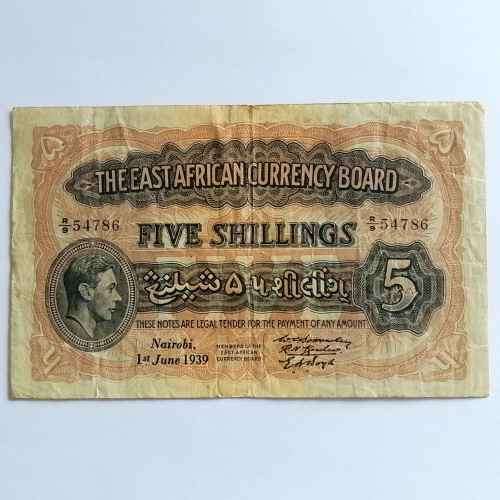 THE EAST AFRICAN CURRENCY BOARD
R/9 54786 R/9 54786
FIVE SHILLINGS
شيلينغ ۵ ૫ શીલીંગ 5
THESE NOTES ARE LEGAL TENDER FOR THE PAYMENT OF ANY AMOUNT
Nairobi,
1st June 1939
MEMBERS OF THE
EAST AFRICAN
CURRENCY BOARD